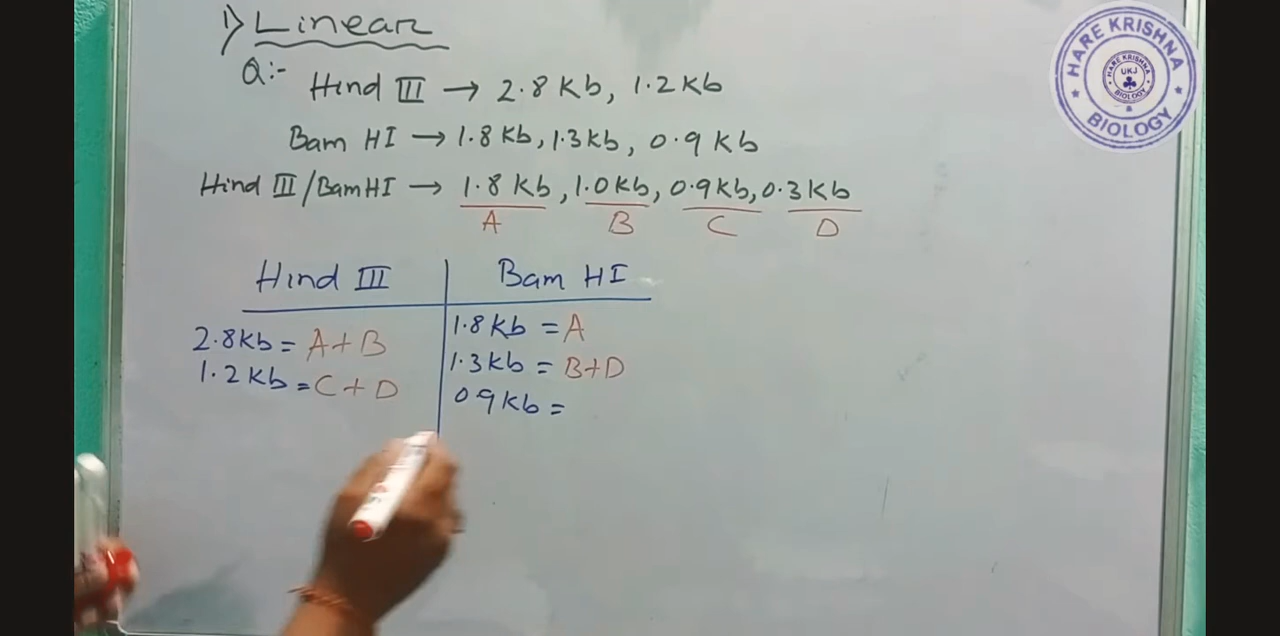 1) Linear
Q:- Hind III → 2.8 Kb, 1.2 Kb
Bam HI → 1.8 Kb, 1.3 Kb, 0.9 Kb
Hind III/BamHI → 1.8 Kb, 1.0 Kb, 0.9 Kb, 0.3 Kb
A B C D
Hind III Bam HI
2.8 Kb = A+B 1.8 Kb = A
1.2 Kb = C+D 1.3 Kb = B+D
0.9 Kb =
HARE KRISHNA
BIOLOGY
HARE KRISHNA
UKJ
BIOLOGY